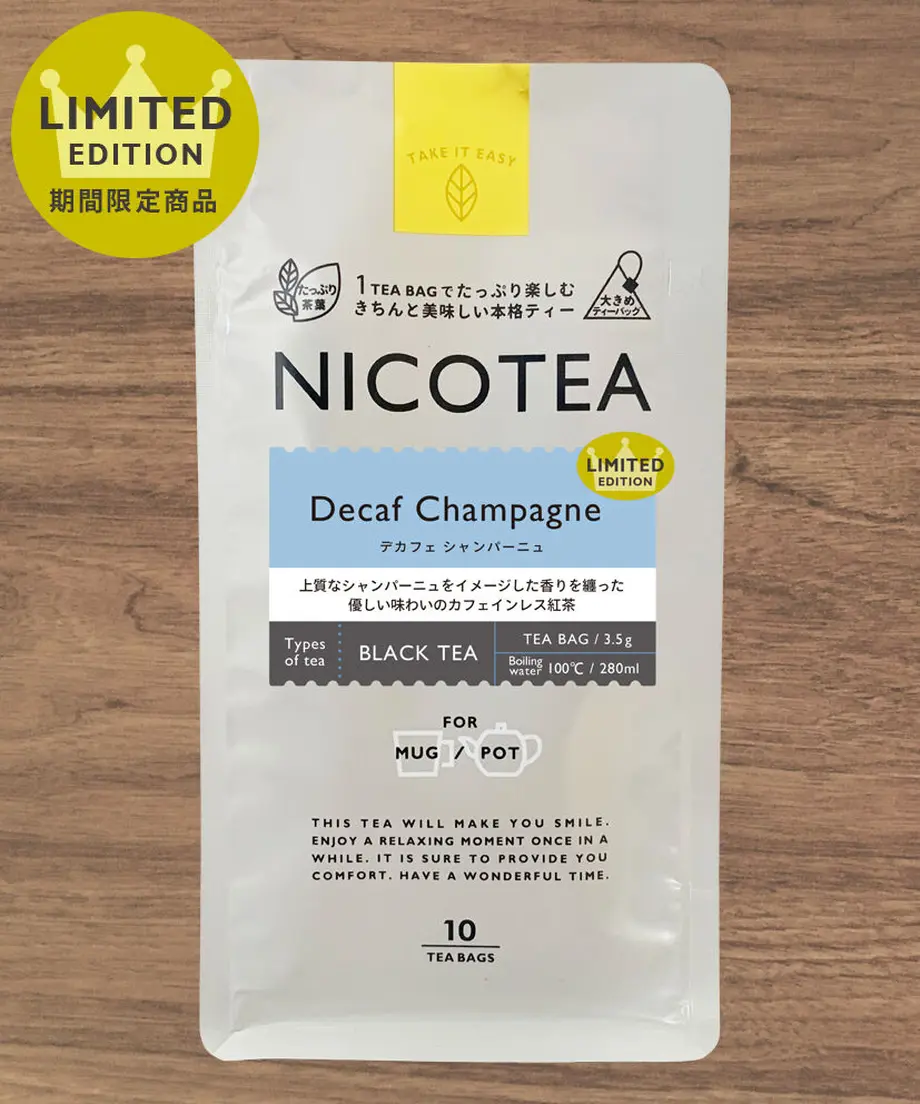 LIMITED
EDITION
期間限定商品
TAKE IT EASY
たっぷり
茶葉
1 TEA BAGでたっぷり楽しむ
きちんと美味しい本格ティー
大きめ
ティーバック
NICOTEA
LIMITED
EDITION
Decaf Champagne
デカフェ シャンパーニュ
上質なシャンパーニュをイメージした香りを纏った
優しい味わいのカフェインレス紅茶
Types
of tea
BLACK TEA
TEA BAG / 3.5g
Boiling
water 100℃ / 280ml
FOR
MUG / POT
THIS TEA WILL MAKE YOU SMILE.
ENJOY A RELAXING MOMENT ONCE IN A
WHILE. IT IS SURE TO PROVIDE YOU
COMFORT. HAVE A WONDERFUL TIME.
10
TEA BAGS